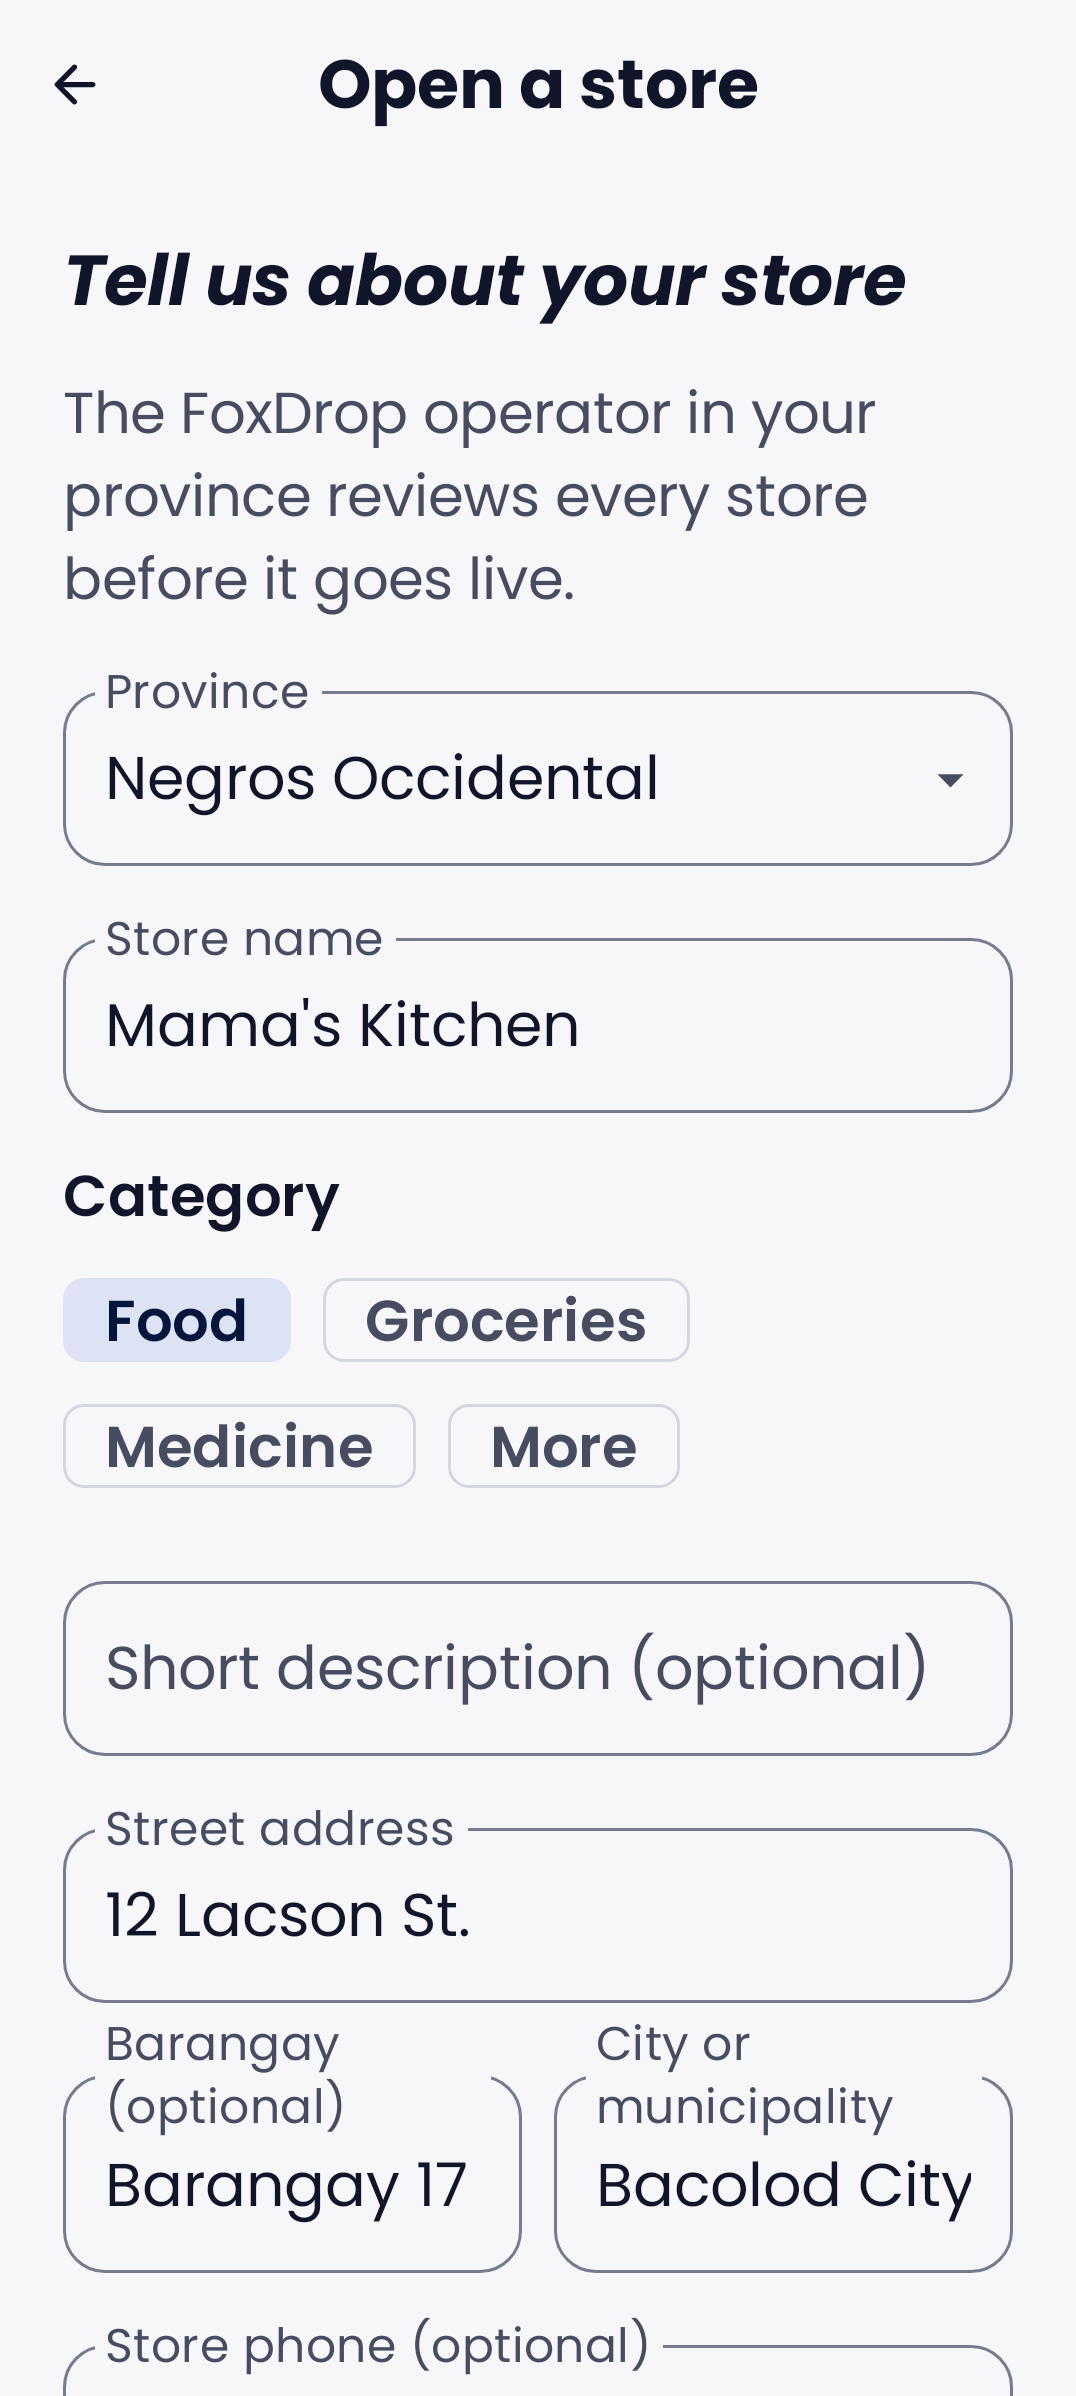 Open a store
Tell us about your store
The FoxDrop operator in your
province reviews every store
before it goes live.
Province
Negros Occidental
Store name
Mama's Kitchen
Category
Food
Groceries
Medicine
More
Short description (optional)
Street address
12 Lacson St.
Barangay
(optional)
Barangay 17
City or
municipality
Bacolod City
Store phone (optional)